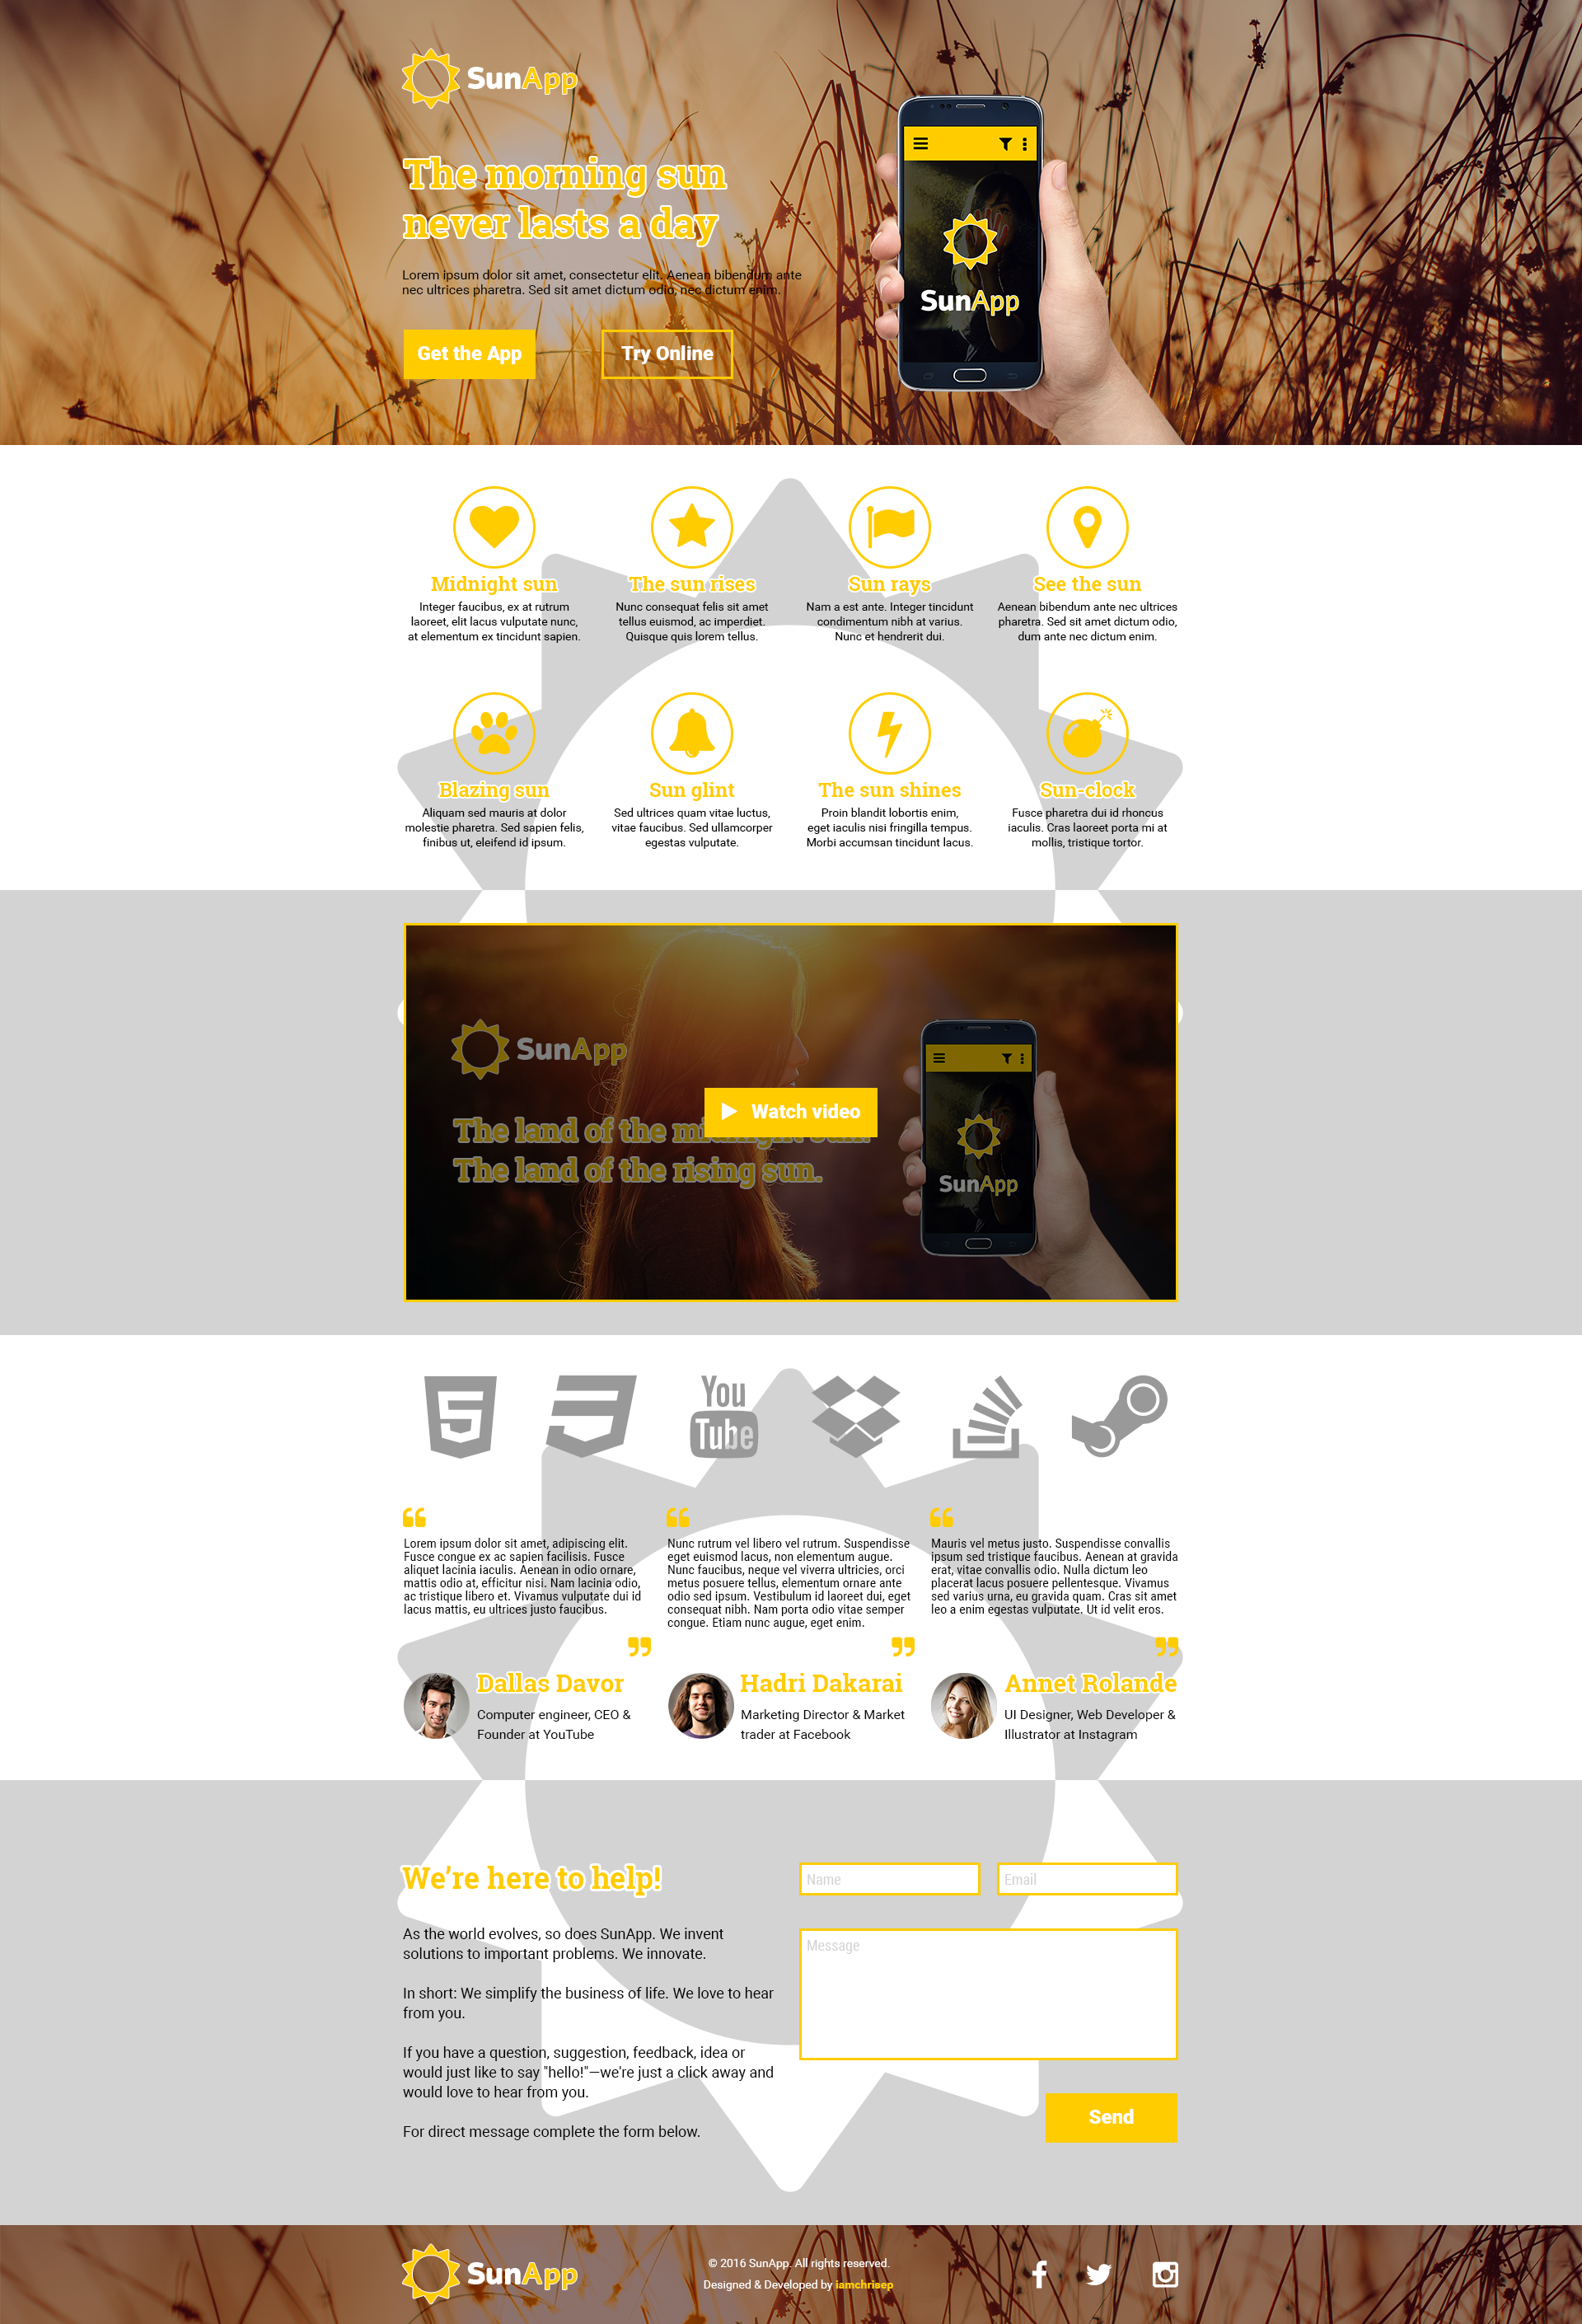 SunApp
The morning sun
never lasts a day
Lorem ipsum dolor sit amet, consectetur elit. Aenean bibendum ante
nec ultrices pharetra. Sed sit amet dictum odio, nec dictum enim.
Get the App
Try Online
SunApp
Midnight sun
Integer faucibus, ex at rutrum
laoreet, elit lacus vulputate nunc,
at elementum ex tincidunt sapien.
The sun rises
Nunc consequat felis sit amet
tellus euismod, ac imperdiet.
Quisque quis lorem tellus.
Sun rays
Nam a est ante. Integer tincidunt
condimentum nibh at varius.
Nunc et hendrerit dui.
See the sun
Aenean bibendum ante nec ultrices
pharetra. Sed sit amet dictum odio,
dum ante nec dictum enim.
Blazing sun
Aliquam sed mauris at dolor
molestie pharetra. Sed sapien felis,
finibus ut, eleifend id ipsum.
Sun glint
Sed ultrices quam vitae luctus,
vitae faucibus. Sed ullamcorper
egestas vulputate.
The sun shines
Proin blandit lobortis enim,
eget iaculis nisi fringilla tempus.
Morbi accumsan tincidunt lacus.
Sun-clock
Fusce pharetra dui id rhoncus
iaculis. Cras laoreet porta mi at
mollis, tristique tortor.
SunApp
The land of the midnight sun.
The land of the rising sun.
Watch video
SunApp
You
Tube
Lorem ipsum dolor sit amet, adipiscing elit.
Fusce congue ex ac sapien facilisis. Fusce
aliquet lacinia iaculis. Aenean in odio ornare,
mattis odio at, efficitur nisi. Nam lacinia odio,
ac tristique libero et. Vivamus vulputate dui id
lacus mattis, eu ultrices justo faucibus.
Dallas Davor
Computer engineer, CEO &
Founder at YouTube
Nunc rutrum vel libero vel rutrum. Suspendisse
eget euismod lacus, non elementum augue.
Nunc faucibus, neque vel viverra ultricies, orci
metus posuere tellus, elementum ornare ante
odio sed ipsum. Vestibulum id laoreet dui, eget
consequat nibh. Nam porta odio vitae semper
congue. Etiam nunc augue, eget enim.
Hadri Dakarai
Marketing Director & Market
trader at Facebook
Mauris vel metus justo. Suspendisse convallis
ipsum sed tristique faucibus. Aenean at gravida
erat, vitae convallis odio. Nulla dictum leo
placerat lacus posuere pellentesque. Vivamus
sed varius urna, eu gravida quam. Cras sit amet
leo a enim egestas vulputate. Ut id velit eros.
Annet Rolande
UI Designer, Web Developer &
Illustrator at Instagram
We’re here to help!
As the world evolves, so does SunApp. We invent
solutions to important problems. We innovate.
In short: We simplify the business of life. We love to hear
from you.
If you have a question, suggestion, feedback, idea or
would just like to say "hello!"—we're just a click away and
would love to hear from you.
For direct message complete the form below.
Name
Email
Message
Send
SunApp
© 2016 SunApp. All rights reserved.
Designed & Developed by iamchrisep